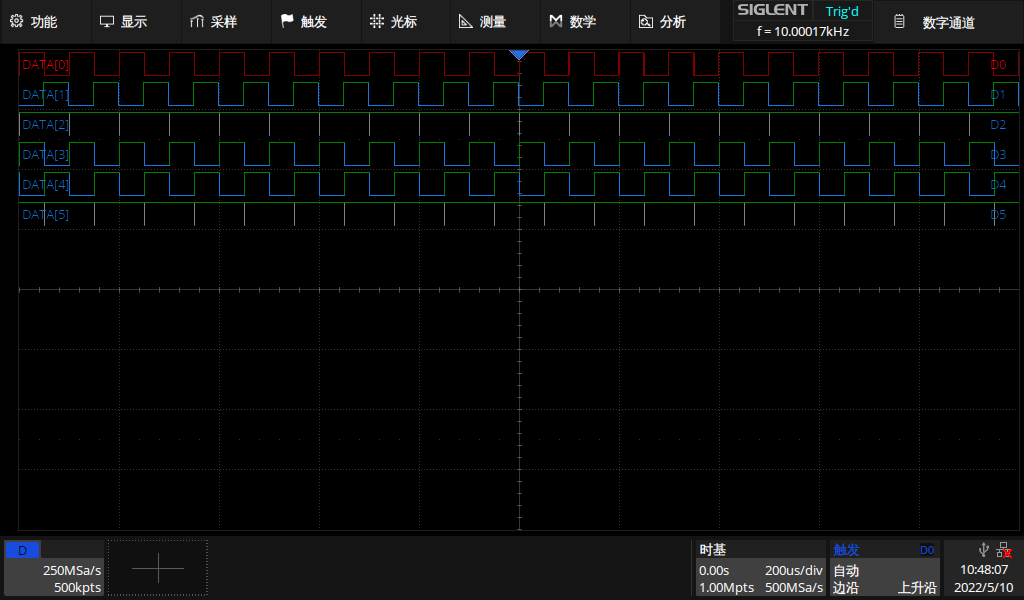 功能 显示 采样 触发 光标 测量 数学 分析 SIGLENT Trig'd 数字通道
f = 10.00017kHz
DATA[0] D0
DATA[1] D1
DATA[2] D2
DATA[3] D3
DATA[4] D4
DATA[5] D5
D 时基 触发 D0
250MSa/s 0.00s 200us/div 自动 10:48:07
500kpts 1.00Mpts 500MSa/s 边沿 上升沿 2022/5/10